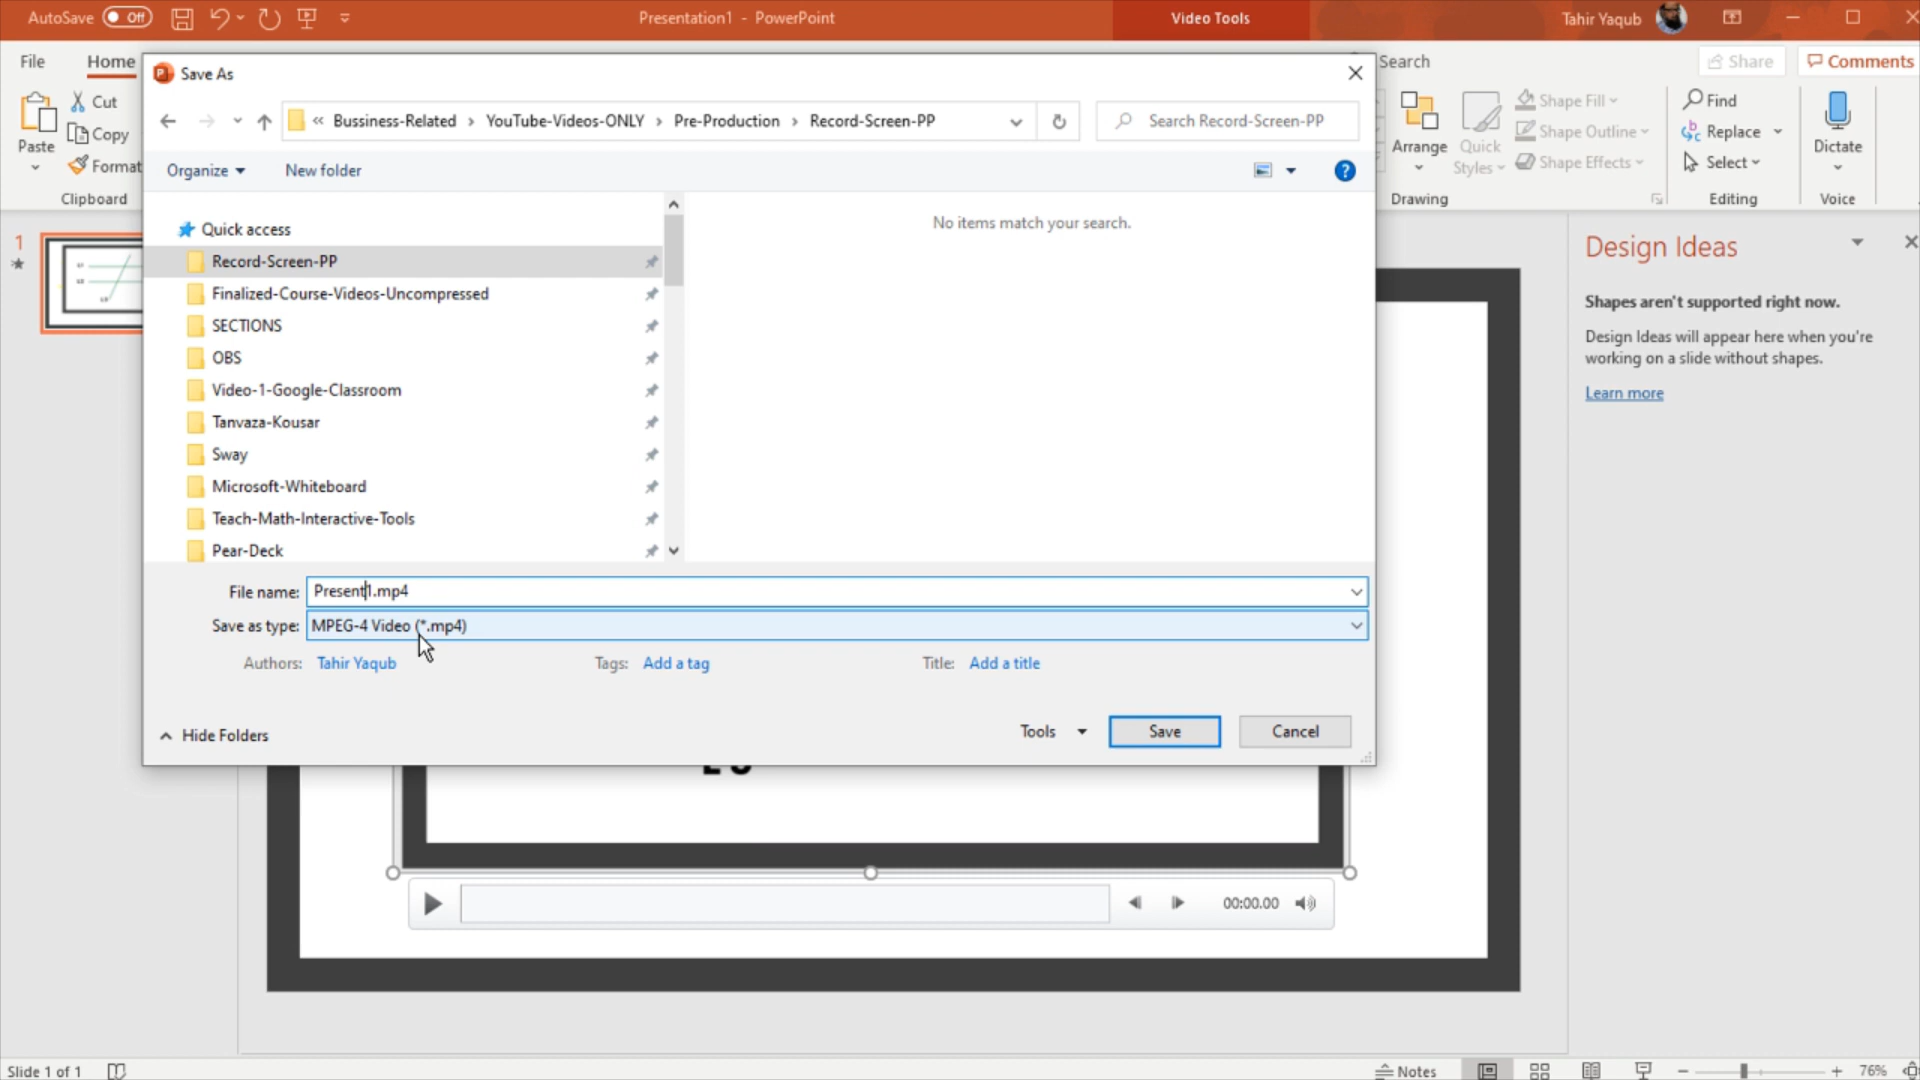 AutoSave Off
Presentation1 - PowerPoint
Video Tools
Tahir Yaqub
File
Home
Search
Share
Comments
Paste
Cut
Copy
Format
Clipboard
Arrange
Quick
Styles
Shape Fill
Shape Outline
Shape Effects
Drawing
Find
Replace
Select
Editing
Dictate
Voice
Save As
« Bussiness-Related > YouTube-Videos-ONLY > Pre-Production > Record-Screen-PP
Search Record-Screen-PP
Organize
New folder
Quick access
Record-Screen-PP
Finalized-Course-Videos-Uncompressed
SECTIONS
OBS
Video-1-Google-Classroom
Tanvaza-Kousar
Sway
Microsoft-Whiteboard
Teach-Math-Interactive-Tools
Pear-Deck
No items match your search.
File name: Present1.mp4
Save as type: MPEG-4 Video (*.mp4)
Authors: Tahir Yaqub
Tags: Add a tag
Title: Add a title
Hide Folders
Tools
Save
Cancel
1
Design Ideas
Shapes aren't supported right now.
Design Ideas will appear here when you're
working on a slide without shapes.
Learn more
00:00.00
Slide 1 of 1
Notes
76%